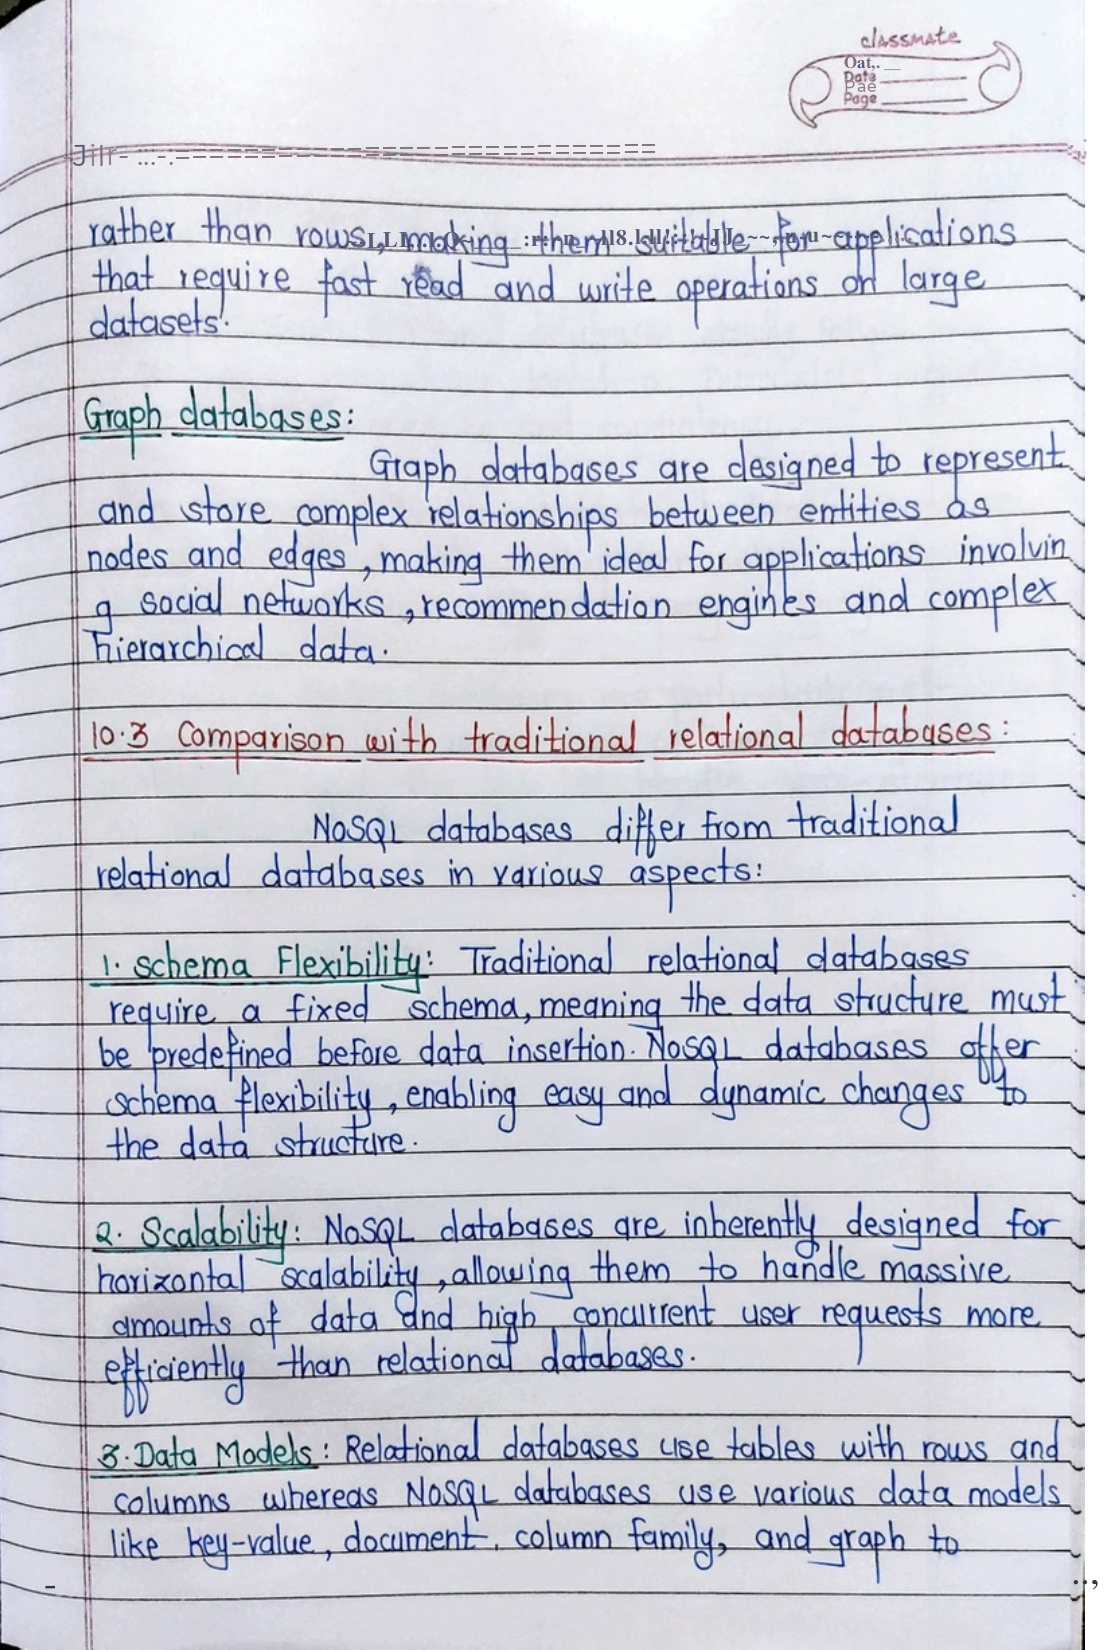 classmate
Oat,. __
Date
Pae
Page
Jilr- :..-.:=========================
rather than rows, making them suitable for applications
that require fast read and write operations on large
datasets.
Graph databases:
Graph databases are designed to represent
and store complex relationships between entities as
nodes and edges, making them ideal for applications involvin
g social networks, recommendation engines and complex
hierarchical data.
10.3 Comparison with traditional relational databases:
NoSQL databases differ from traditional
relational databases in various aspects:
1. Schema Flexibility: Traditional relational databases
require a fixed schema, meaning the data structure must
be predefined before data insertion. NoSQL databases offer
schema flexibility, enabling easy and dynamic changes to
the data structure.
2. Scalability: NoSQL databases are inherently designed for
horizontal scalability, allowing them to handle massive
amounts of data and high concurrent user requests more
efficiently than relational databases.
3. Data Models: Relational databases use tables with rows and
columns whereas NoSQL databases use various data models
like key-value, document, column family, and graph to